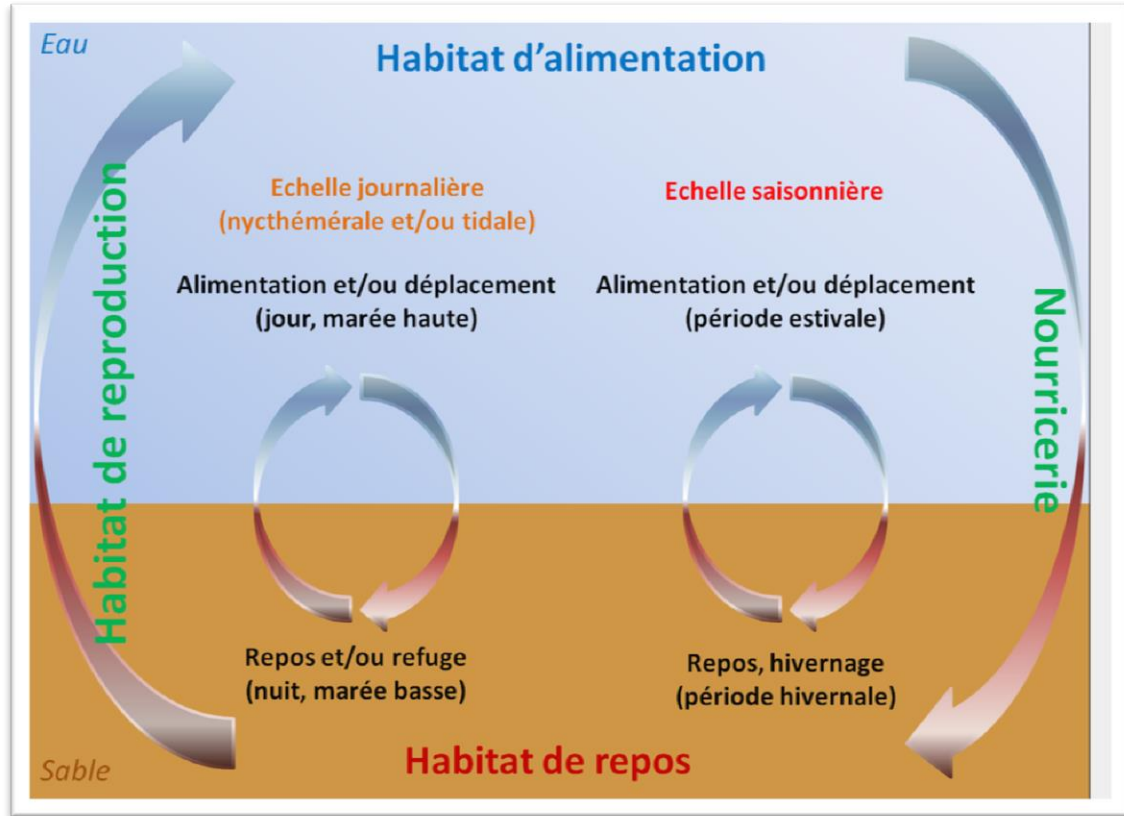 Eau
Habitat d'alimentation
Echelle journalière
(nycthémérale et/ou tidale)
Echelle saisonnière
Alimentation et/ou déplacement
(jour, marée haute)
Alimentation et/ou déplacement
(période estivale)
Habitat de reproduction
Nourricerie
Repos et/ou refuge
(nuit, marée basse)
Repos, hivernage
(période hivernale)
Habitat de repos
Sable